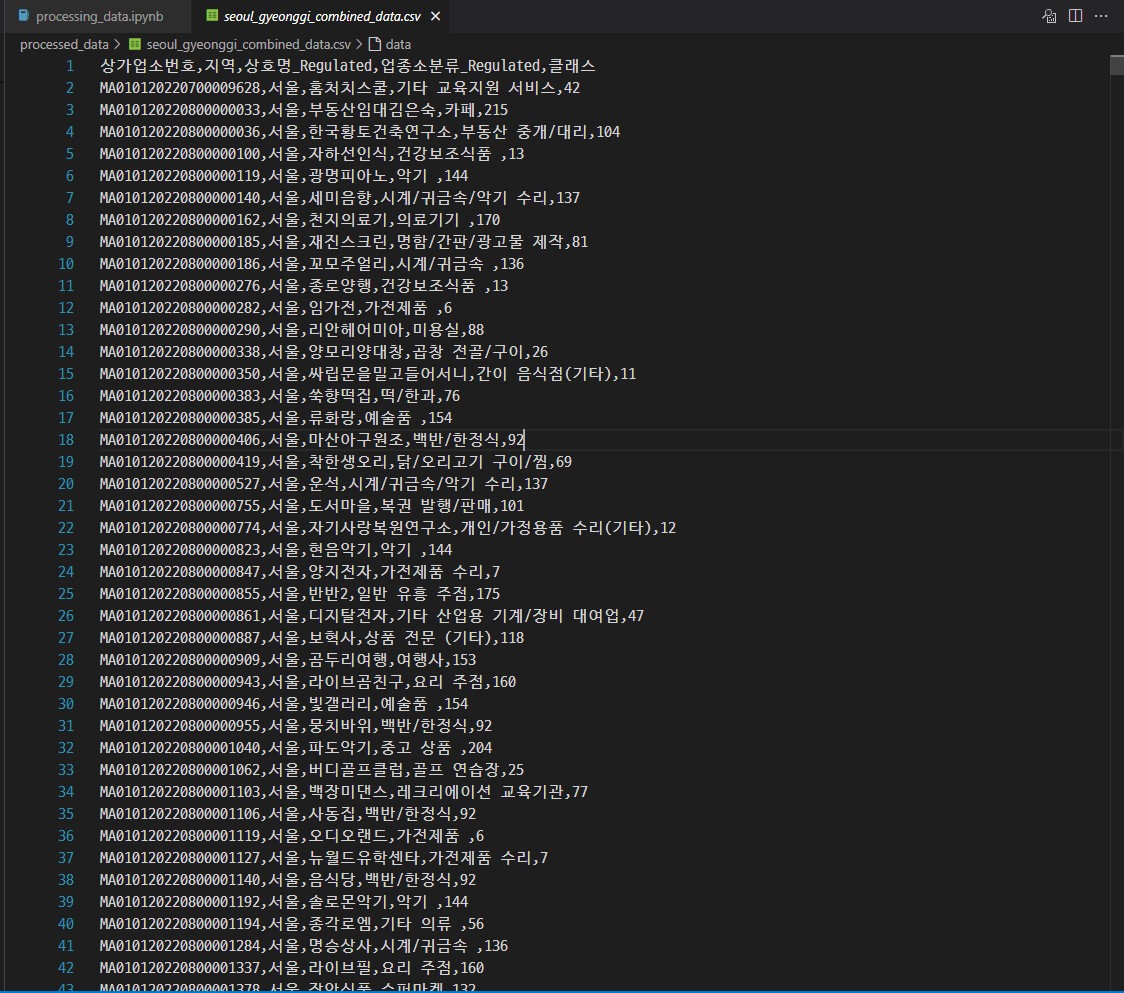 processing_data.ipynb
seoul_gyeonggi_combined_data.csv
processed_data > seoul_gyeonggi_combined_data.csv > data
1 상가업소번호,지역,상호명_Regulated,업종소분류_Regulated,클래스
2 MA010120220700009628,서울,홈처치스쿨,기타 교육지원 서비스,42
3 MA010120220800000033,서울,부동산임대김은숙,카페,215
4 MA010120220800000036,서울,한국황토건축연구소,부동산 중개/대리,104
5 MA010120220800000100,서울,자하선인식,건강보조식품 ,13
6 MA010120220800000119,서울,광명피아노,악기 ,144
7 MA010120220800000140,서울,세미음향,시계/귀금속/악기 수리,137
8 MA010120220800000162,서울,천지의료기,의료기기 ,170
9 MA010120220800000185,서울,재진스크린,명함/간판/광고물 제작,81
10 MA010120220800000186,서울,꼬모주얼리,시계/귀금속 ,136
11 MA010120220800000276,서울,종로양행,건강보조식품 ,13
12 MA010120220800000282,서울,임가전,가전제품 ,6
13 MA010120220800000290,서울,리안헤어미아,미용실,88
14 MA010120220800000338,서울,양모리양대창,곱창 전골/구이,26
15 MA010120220800000350,서울,싸립문을밀고들어서니,간이 음식점(기타),11
16 MA010120220800000383,서울,쑥향떡집,떡/한과,76
17 MA010120220800000385,서울,류화랑,예술품 ,154
18 MA010120220800000406,서울,마산아구원조,백반/한정식,92
19 MA010120220800000419,서울,착한생오리,닭/오리고기 구이/찜,69
20 MA010120220800000527,서울,운석,시계/귀금속/악기 수리,137
21 MA010120220800000755,서울,도서마을,복권 발행/판매,101
22 MA010120220800000774,서울,자기사랑복원연구소,개인/가정용품 수리(기타),12
23 MA010120220800000823,서울,현음악기,악기 ,144
24 MA010120220800000847,서울,양지전자,가전제품 수리,7
25 MA010120220800000855,서울,반반2,일반 유흥 주점,175
26 MA010120220800000861,서울,디지탈전자,기타 산업용 기계/장비 대여업,47
27 MA010120220800000887,서울,보혁사,상품 전문 (기타),118
28 MA010120220800000909,서울,곰두리여행,여행사,153
29 MA010120220800000943,서울,라이브곰친구,요리 주점,160
30 MA010120220800000946,서울,빛갤러리,예술품 ,154
31 MA010120220800000955,서울,뭉치바위,백반/한정식,92
32 MA010120220800001040,서울,파도악기,중고 상품 ,204
33 MA010120220800001062,서울,버디골프클럽,골프 연습장,25
34 MA010120220800001103,서울,백장미댄스,레크리에이션 교육기관,77
35 MA010120220800001106,서울,사동집,백반/한정식,92
36 MA010120220800001119,서울,오디오랜드,가전제품 ,6
37 MA010120220800001127,서울,뉴월드유학센타,가전제품 수리,7
38 MA010120220800001140,서울,음식당,백반/한정식,92
39 MA010120220800001192,서울,솔로몬악기,악기 ,144
40 MA010120220800001194,서울,종각로엠,기타 의류 ,56
41 MA010120220800001284,서울,명승상사,시계/귀금속 ,136
42 MA010120220800001337,서울,라이브필,요리 주점,160
43 MA010120220800001378,서울,장안식품,슈퍼마켓,132